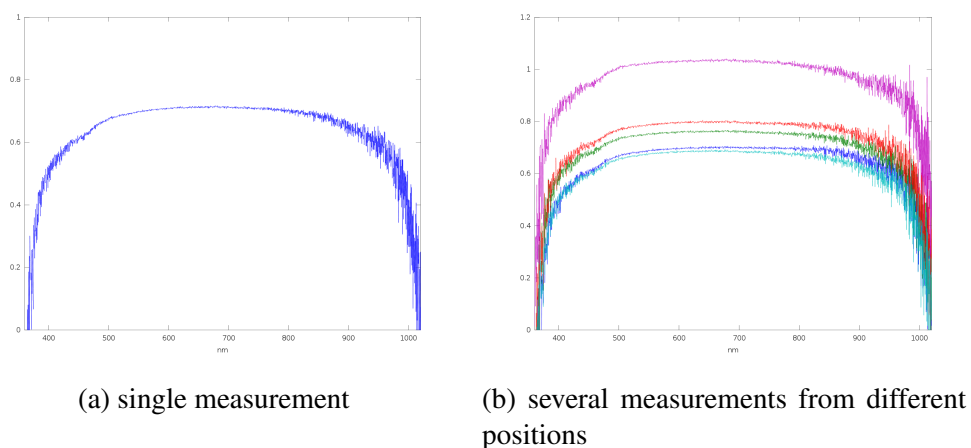 1
0.8
0.6
0.4
0.2
0
400 500 600 700 800 900 1000
nm
(a) single measurement
1.2
1
0.8
0.6
0.4
0.2
0
400 500 600 700 800 900 1000
nm
(b) several measurements from different
positions